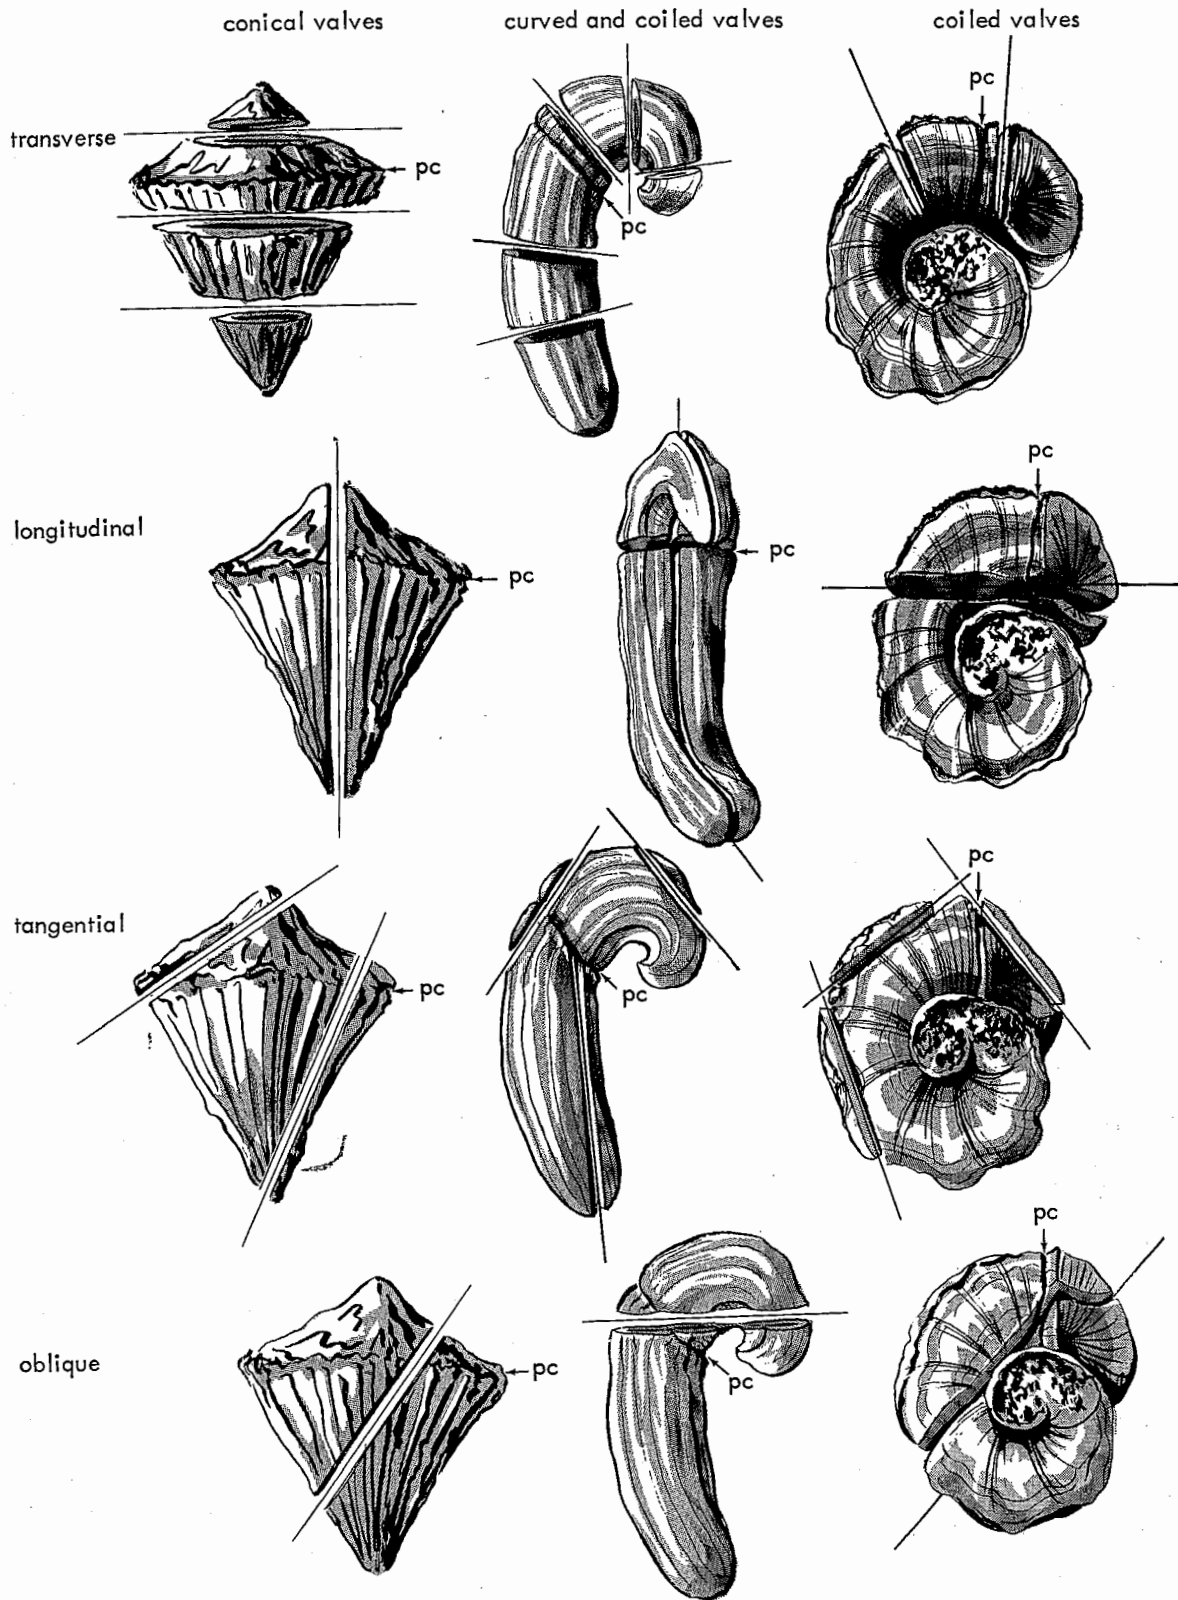 conical valves
curved and coiled valves
coiled valves
pc
transverse
pc
pc
pc
longitudinal
pc
pc
pc
tangential
pc
pc
pc
oblique
pc
pc